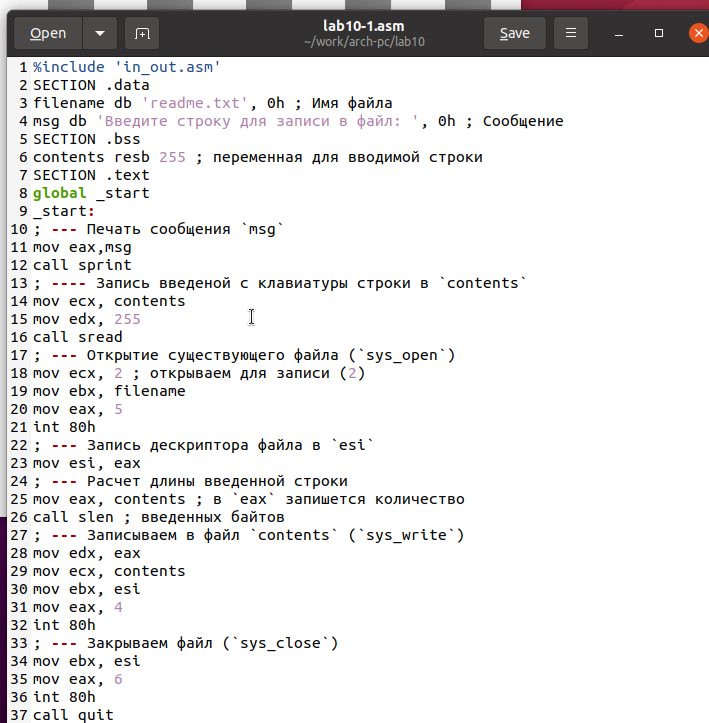 Open
lab10-1.asm
~/work/arch-pc/lab10
Save
1 %include 'in_out.asm'
2 SECTION .data
3 filename db 'readme.txt', 0h ; Имя файла
4 msg db 'Введите строку для записи в файл: ', 0h ; Сообщение
5 SECTION .bss
6 contents resb 255 ; переменная для вводимой строки
7 SECTION .text
8 global _start
9 _start:
10 ; --- Печать сообщения `msg`
11 mov eax,msg
12 call sprint
13 ; ---- Запись введеной с клавиатуры строки в `contents`
14 mov ecx, contents
15 mov edx, 255
16 call sread
17 ; --- Открытие существующего файла (`sys_open`)
18 mov ecx, 2 ; открываем для записи (2)
19 mov ebx, filename
20 mov eax, 5
21 int 80h
22 ; --- Запись дескриптора файла в `esi`
23 mov esi, eax
24 ; --- Расчет длины введенной строки
25 mov eax, contents ; в `eax` запишется количество
26 call slen ; введенных байтов
27 ; --- Записываем в файл `contents` (`sys_write`)
28 mov edx, eax
29 mov ecx, contents
30 mov ebx, esi
31 mov eax, 4
32 int 80h
33 ; --- Закрываем файл (`sys_close`)
34 mov ebx, esi
35 mov eax, 6
36 int 80h
37 call quit